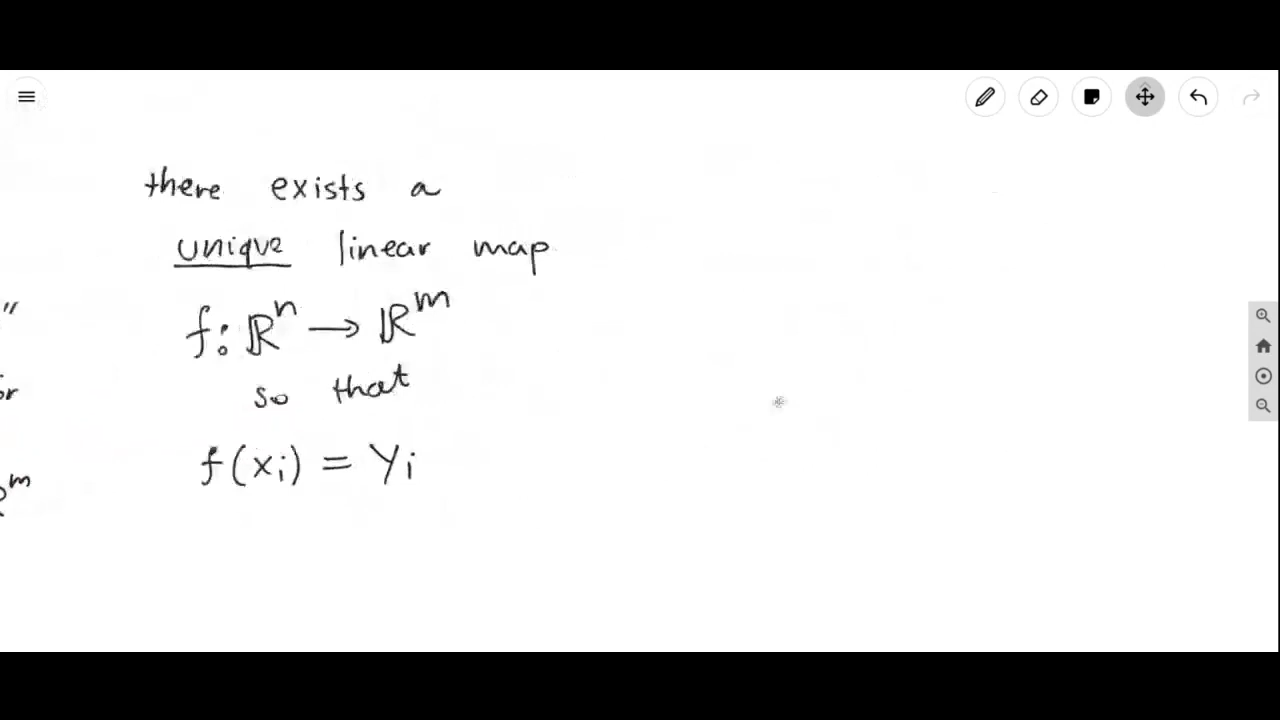 there exists a
unique linear map
f: ℝⁿ → ℝᵐ
so that
f(xᵢ) = yᵢ